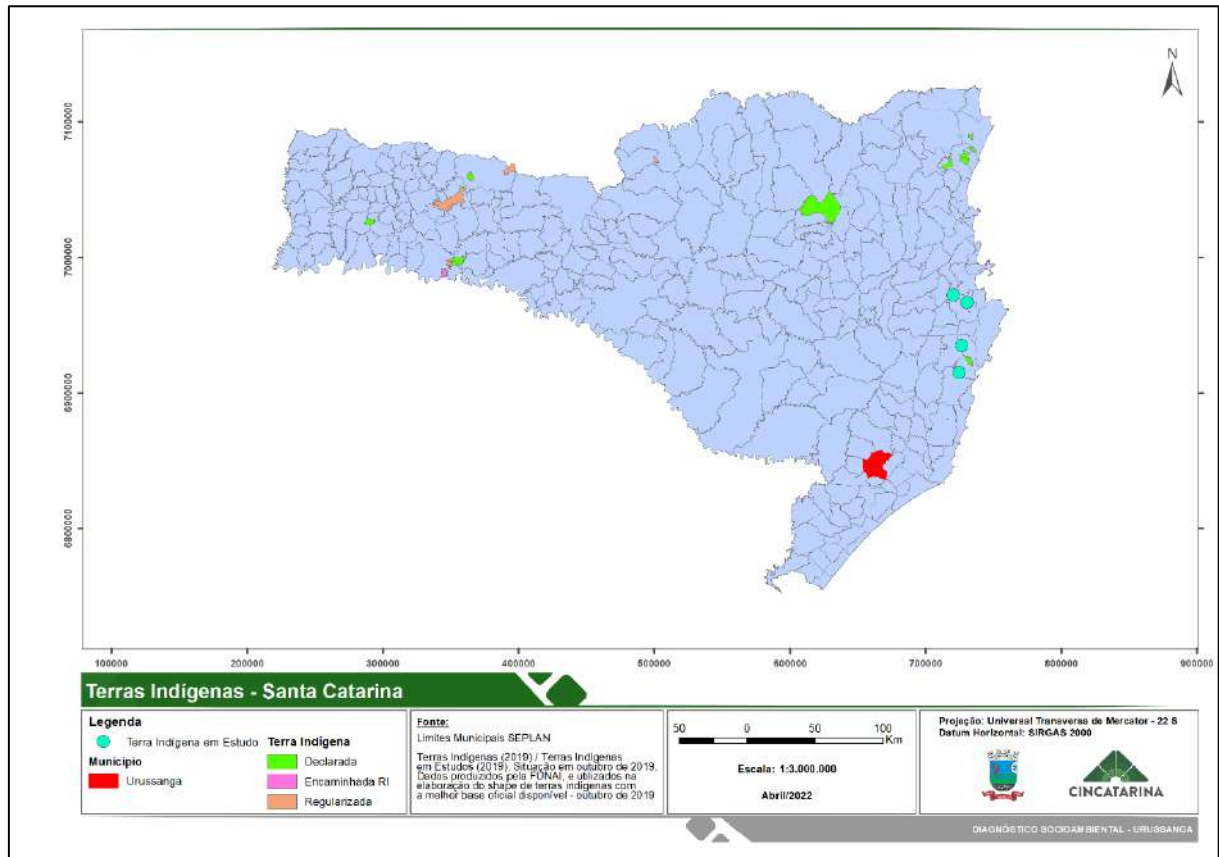 N
7100000
7000000
6900000
6800000
100000 200000 300000 400000 500000 600000 700000 800000 900000
Terras Indígenas - Santa Catarina
Legenda
Terra Indígena em Estudo
Município
Urussanga
Terra Indígena
Declarada
Encaminhada RI
Regularizada
Fonte:
Limites Municipais SEPLAN
Terras Indígenas (2019) / Terras Indígenas
em Estudos (2019). Situação em outubro de 2019.
Dados produzidos pela FUNAI, e utilizados na
elaboração do shape de terras indígenas com
a melhor base oficial disponível - outubro de 2019
50 0 50 100
Km
Escala: 1:3.000.000
Abril/2022
Projeção: Universal Transversa de Mercator - 22 S
Datum Horizontal: SIRGAS 2000
CINCATARINA
DIAGNÓSTICO SOCIOAMBIENTAL - URUSSANGA